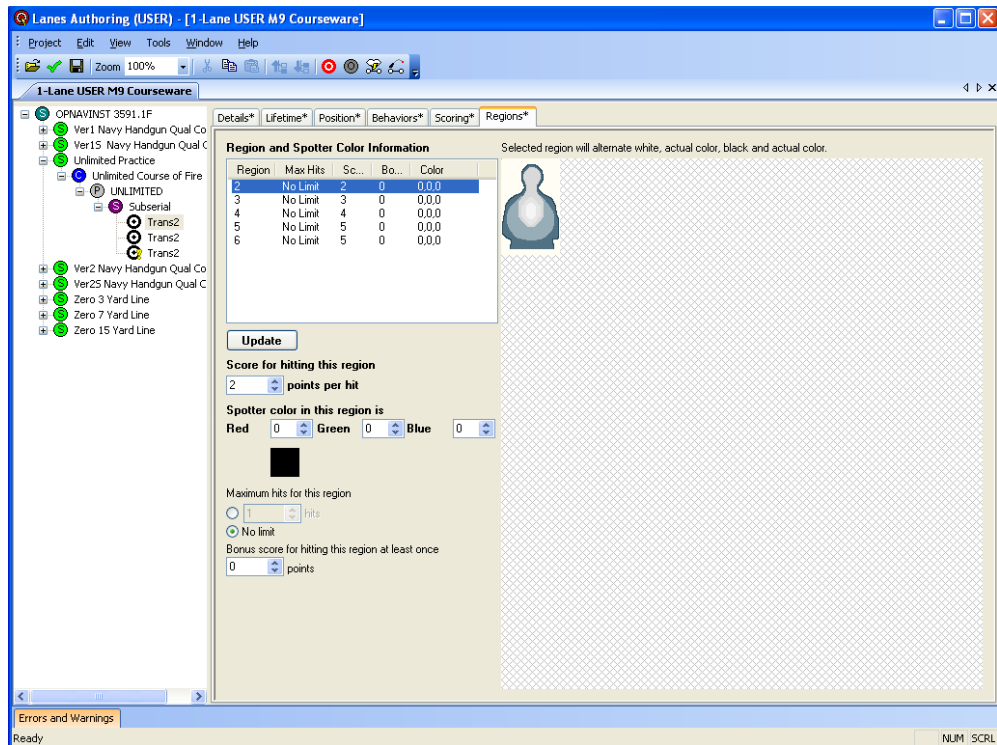 Lanes Authoring (USER) - [1-Lane USER M9 Courseware]
Project Edit View Tools Window Help
Zoom 100%
1-Lane USER M9 Courseware
OPNAVINST 3591.1F
Ver1 Navy Handgun Qual Co
Ver1S Navy Handgun Qual C
Unlimited Practice
Unlimited Course of Fire
UNLIMITED
Subserial
Trans2
Trans2
Trans2
Ver2 Navy Handgun Qual Co
Ver2S Navy Handgun Qual C
Zero 3 Yard Line
Zero 7 Yard Line
Zero 15 Yard Line
Details* Lifetime* Position* Behaviors* Scoring* Regions*
Region and Spotter Color Information
Region Max Hits Sc... Bo... Color
2 No Limit 2 0 0,0,0
3 No Limit 3 0 0,0,0
4 No Limit 4 0 0,0,0
5 No Limit 5 0 0,0,0
6 No Limit 5 0 0,0,0
Update
Score for hitting this region
2 points per hit
Spotter color in this region is
Red 0 Green 0 Blue 0
Maximum hits for this region
1 hits
No limit
Bonus score for hitting this region at least once
0 points
Selected region will alternate white, actual color, black and actual color.
Errors and Warnings
Ready NUM SCRL